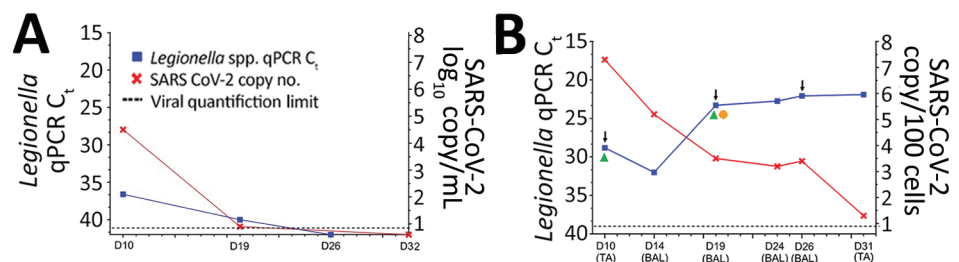 A
Legionella
qPCR Ct
15
20
25
30
35
40
Legionella spp. qPCR Ct
SARS CoV-2 copy no.
Viral quantifiction limit
8
7
6
5
4
3
2
1
SARS-CoV-2
log10 copy/mL
D10
D19
D26
D32
B
Legionella qPCR Ct
15
20
25
30
35
40
8
7
6
5
4
3
2
1
SARS-CoV-2
copy/100 cells
D10
(TA)
D14
(BAL)
D19
(BAL)
D24
(BAL)
D26
(BAL)
D31
(TA)